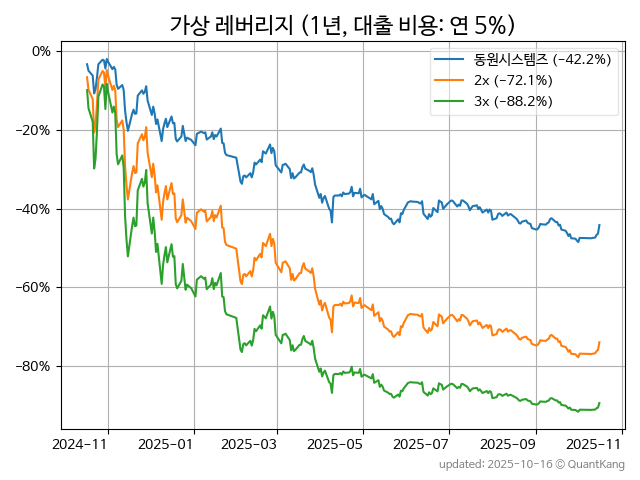 가상 레버리지 (1년, 대출 비용: 연 5%)
동원시스템즈 (−42.2%)
2x (−72.1%)
3x (−88.2%)
0%
−20%
−40%
−60%
−80%
2024-11
2025-01
2025-03
2025-05
2025-07
2025-09
2025-11
updated: 2025-10-16 © QuantKang